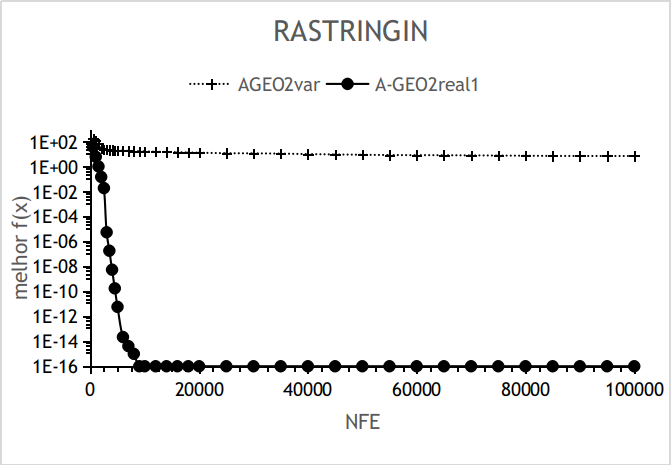 RASTRINGIN
AGEO2var A-GEO2real1
1E+02
1E+00
1E-02
1E-04
1E-06
1E-08
1E-10
1E-12
1E-14
1E-16
melhor f(x)
0 20000 40000 60000 80000 100000
NFE